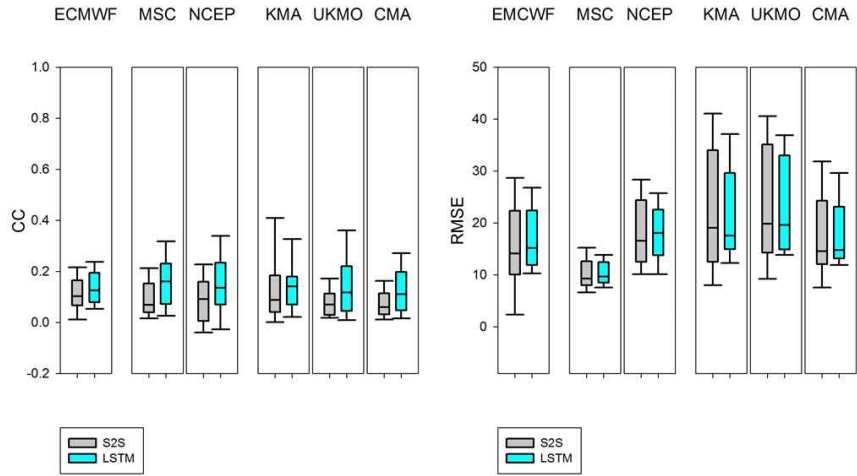 ECMWF MSC NCEP KMA UKMO CMA
1.0
0.8
0.6
0.4
0.2
0.0
-0.2
CC
S2S
LSTM
EMCWF MSC NCEP KMA UKMO CMA
50
40
30
20
10
0
RMSE
S2S
LSTM